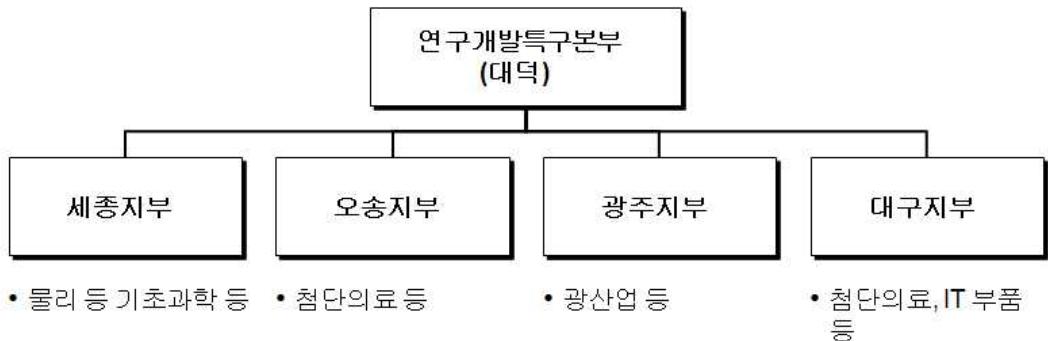 연구개발특구본부
(대덕)
세종지부
오송지부
광주지부
대구지부
• 물리 등 기초과학 등
• 첨단의료 등
• 광산업 등
• 첨단의료, IT 부품
등